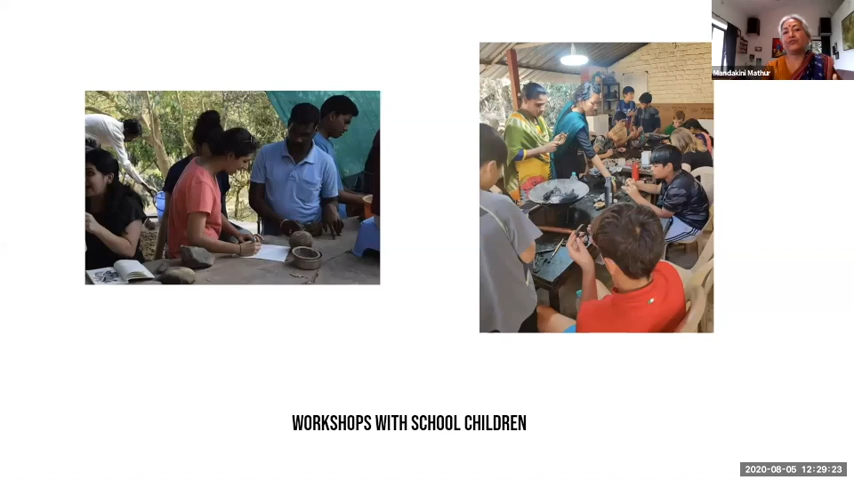 Mandakini Mathur
WORKSHOPS WITH SCHOOL CHILDREN
2020-08-05 12:29:23